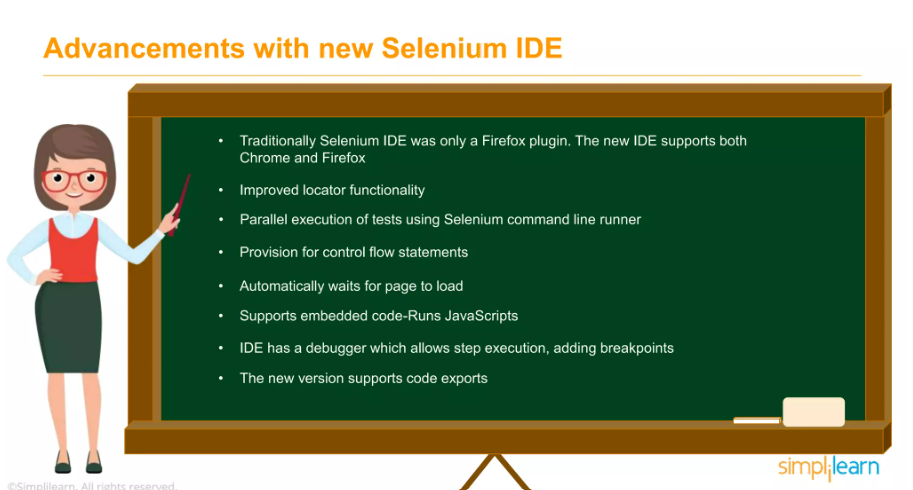 Advancements with new Selenium IDE
• Traditionally Selenium IDE was only a Firefox plugin. The new IDE supports both
Chrome and Firefox
• Improved locator functionality
• Parallel execution of tests using Selenium command line runner
• Provision for control flow statements
• Automatically waits for page to load
• Supports embedded code-Runs JavaScripts
• IDE has a debugger which allows step execution, adding breakpoints
• The new version supports code exports
simplilearn
©Simplilearn. All rights reserved.